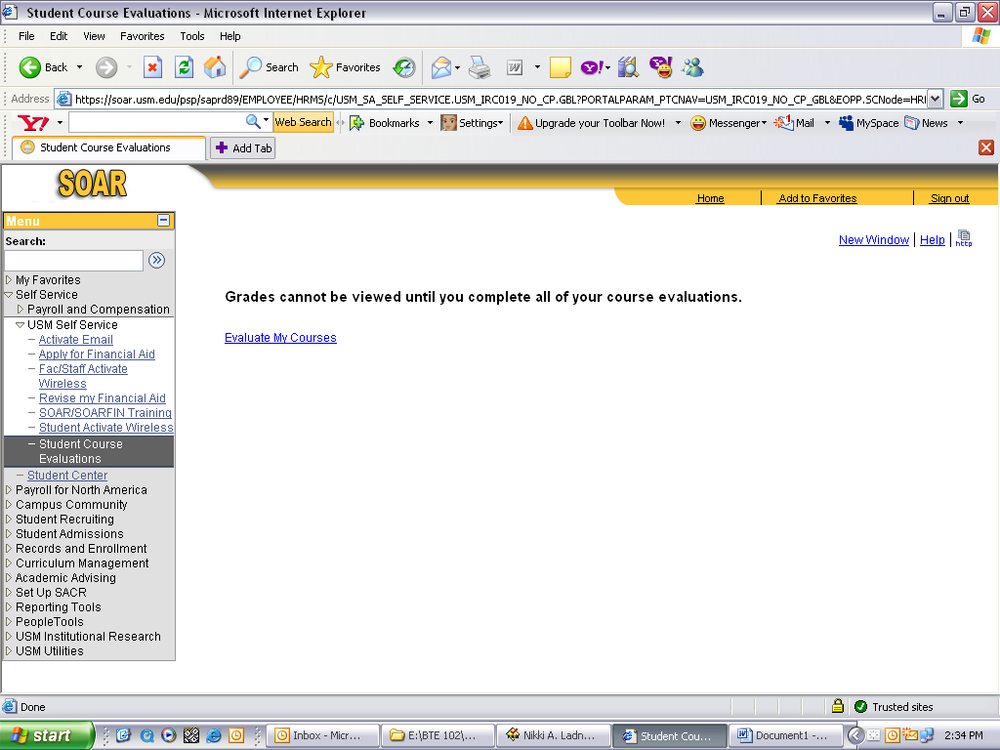 Student Course Evaluations - Microsoft Internet Explorer
File Edit View Favorites Tools Help
Back Search Favorites
Address https://soar.usm.edu/psp/saprd89/EMPLOYEE/HRMS/c/USM_SA_SELF_SERVICE.USM_IRC019_NO_CP.GBL?PORTALPARAM_PTCNAV=USM_IRC019_NO_CP_GBL&EOPP.SCNode=HRI Go
Y! Web Search Bookmarks Settings Upgrade your Toolbar Now! Messenger Mail MySpace News
Student Course Evaluations Add Tab
SOAR
Home Add to Favorites Sign out
Menu
New Window | Help | http
Search:
My Favorites
Self Service
Payroll and Compensation
USM Self Service
Activate Email
Apply for Financial Aid
Fac/Staff Activate
Wireless
Revise my Financial Aid
SOAR/SOARFIN Training
Student Activate Wireless
Student Course
Evaluations
Student Center
Payroll for North America
Campus Community
Student Recruiting
Student Admissions
Records and Enrollment
Curriculum Management
Academic Advising
Set Up SACR
Reporting Tools
PeopleTools
USM Institutional Research
USM Utilities
Grades cannot be viewed until you complete all of your course evaluations.
Evaluate My Courses
Done Trusted sites
start Inbox - Micr... E:\BTE 102\... Nikki A. Ladn... Student Cou... Document1 -... 2:34 PM